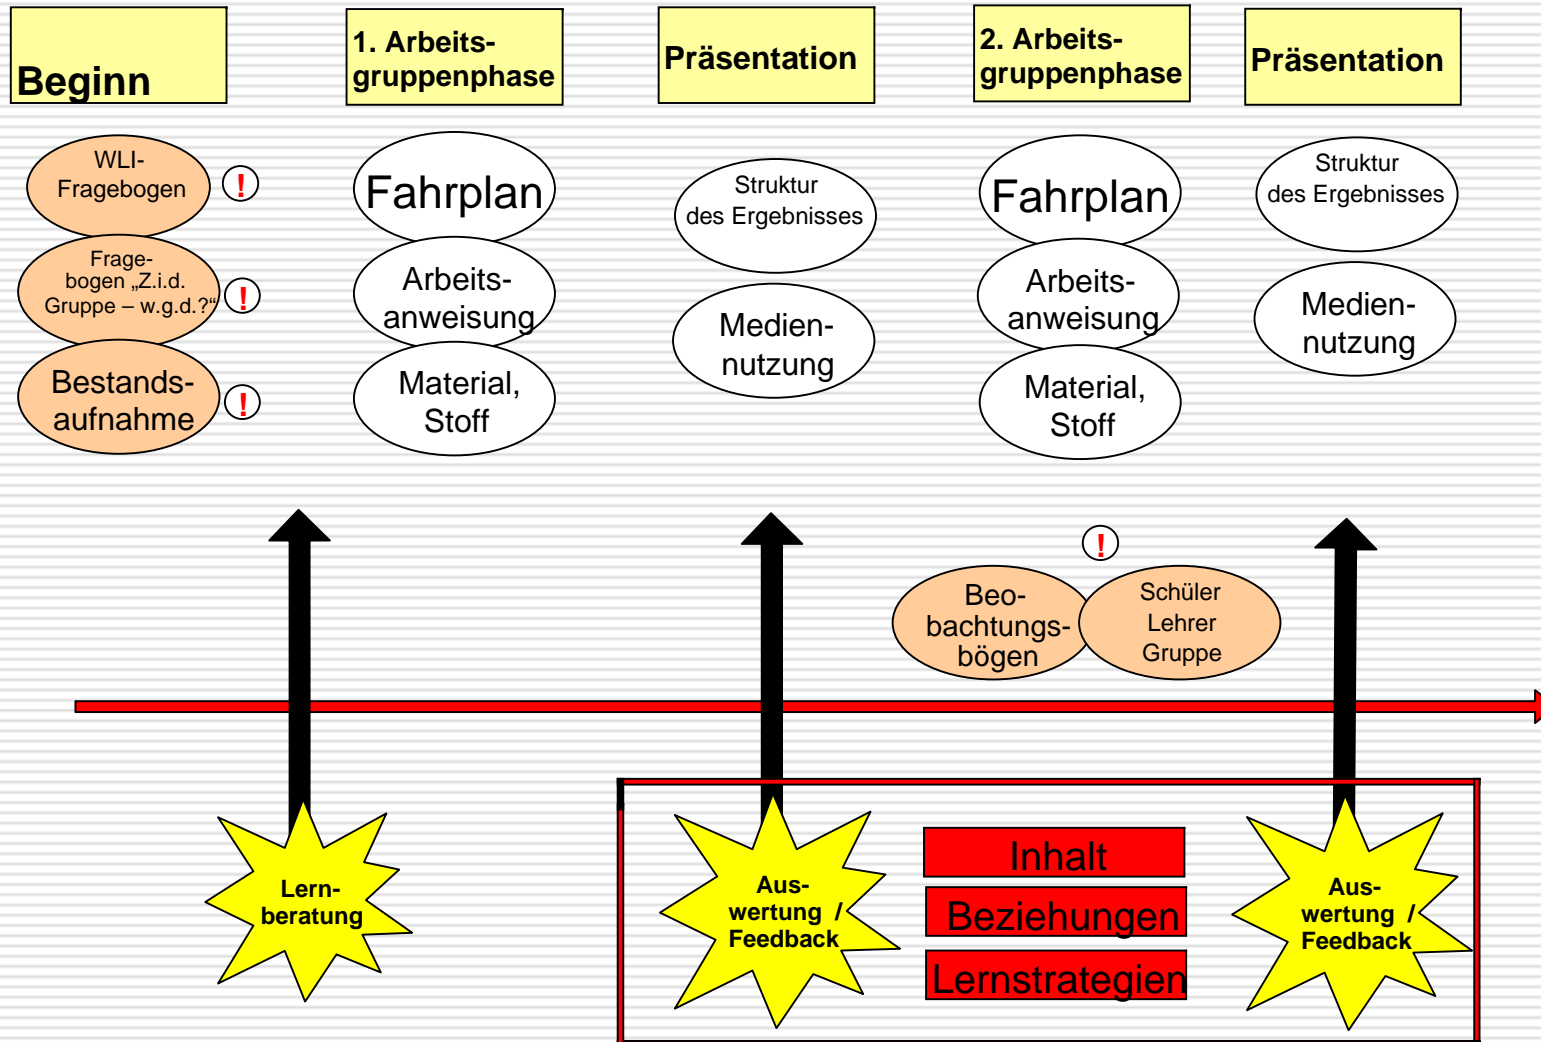 Beginn
1. Arbeits-
gruppenphase
Präsentation
2. Arbeits-
gruppenphase
Präsentation
WLI-
Fragebogen
!
Frage-
bogen „Z.i.d.
Gruppe – w.g.d.?“
!
Bestands-
aufnahme
!
Fahrplan
Arbeits-
anweisung
Material,
Stoff
Struktur
des Ergebnisses
Medien-
nutzung
Fahrplan
Arbeits-
anweisung
Material,
Stoff
Struktur
des Ergebnisses
Medien-
nutzung
!
Beo-
bachtungs-
bögen
Schüler
Lehrer
Gruppe
Lern-
beratung
Aus-
wertung /
Feedback
Inhalt
Beziehungen
Lernstrategien
Aus-
wertung /
Feedback